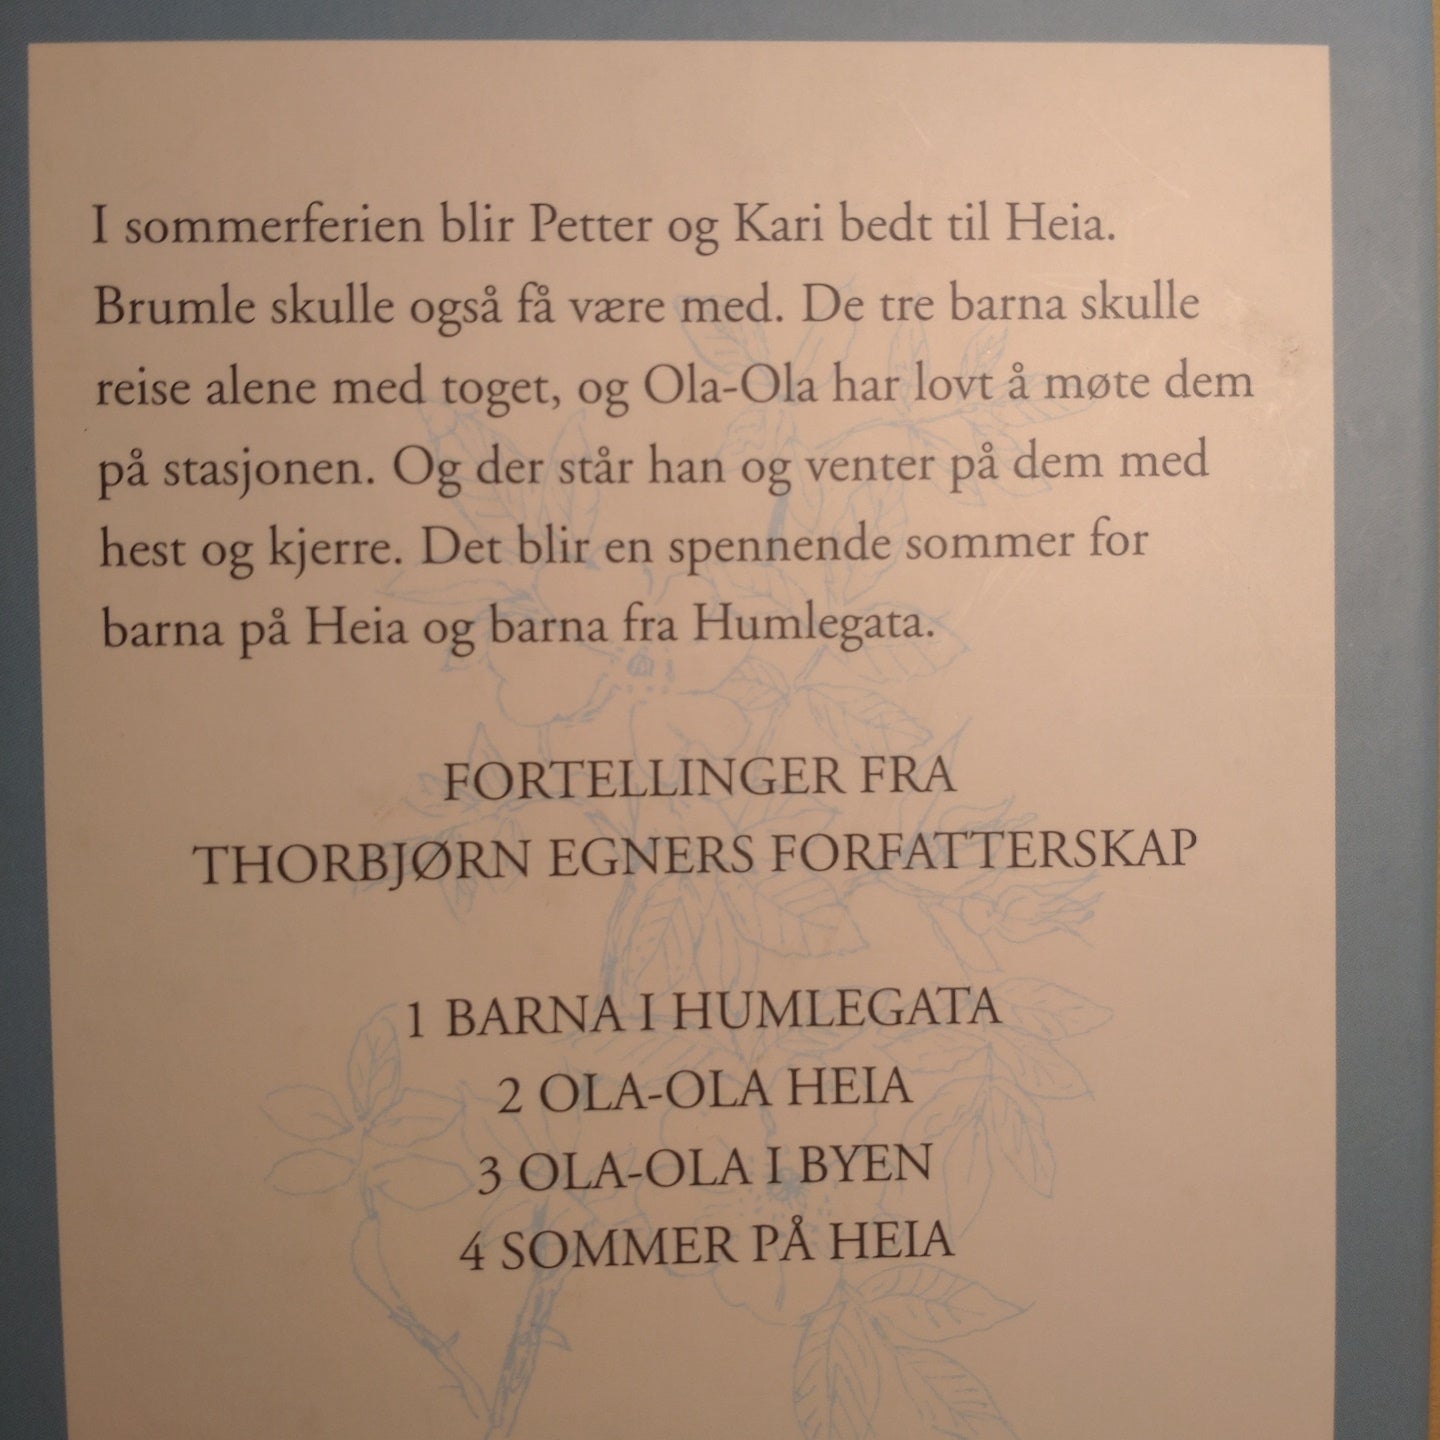 I sommerferien blir Petter og Kari bedt til Heia.
Brumle skulle også få være med. De tre barna skulle
reise alene med toget, og Ola-Ola har lovt å møte dem
på stasjonen. Og der står han og venter på dem med
hest og kjerre. Det blir en spennende sommer for
barna på Heia og barna fra Humlegata.
FORTELLINGER FRA
THORBJØRN EGNERS FORFATTERSKAP
1 BARNA I HUMLEGATA
2 OLA-OLA HEIA
3 OLA-OLA I BYEN
4 SOMMER PÅ HEIA